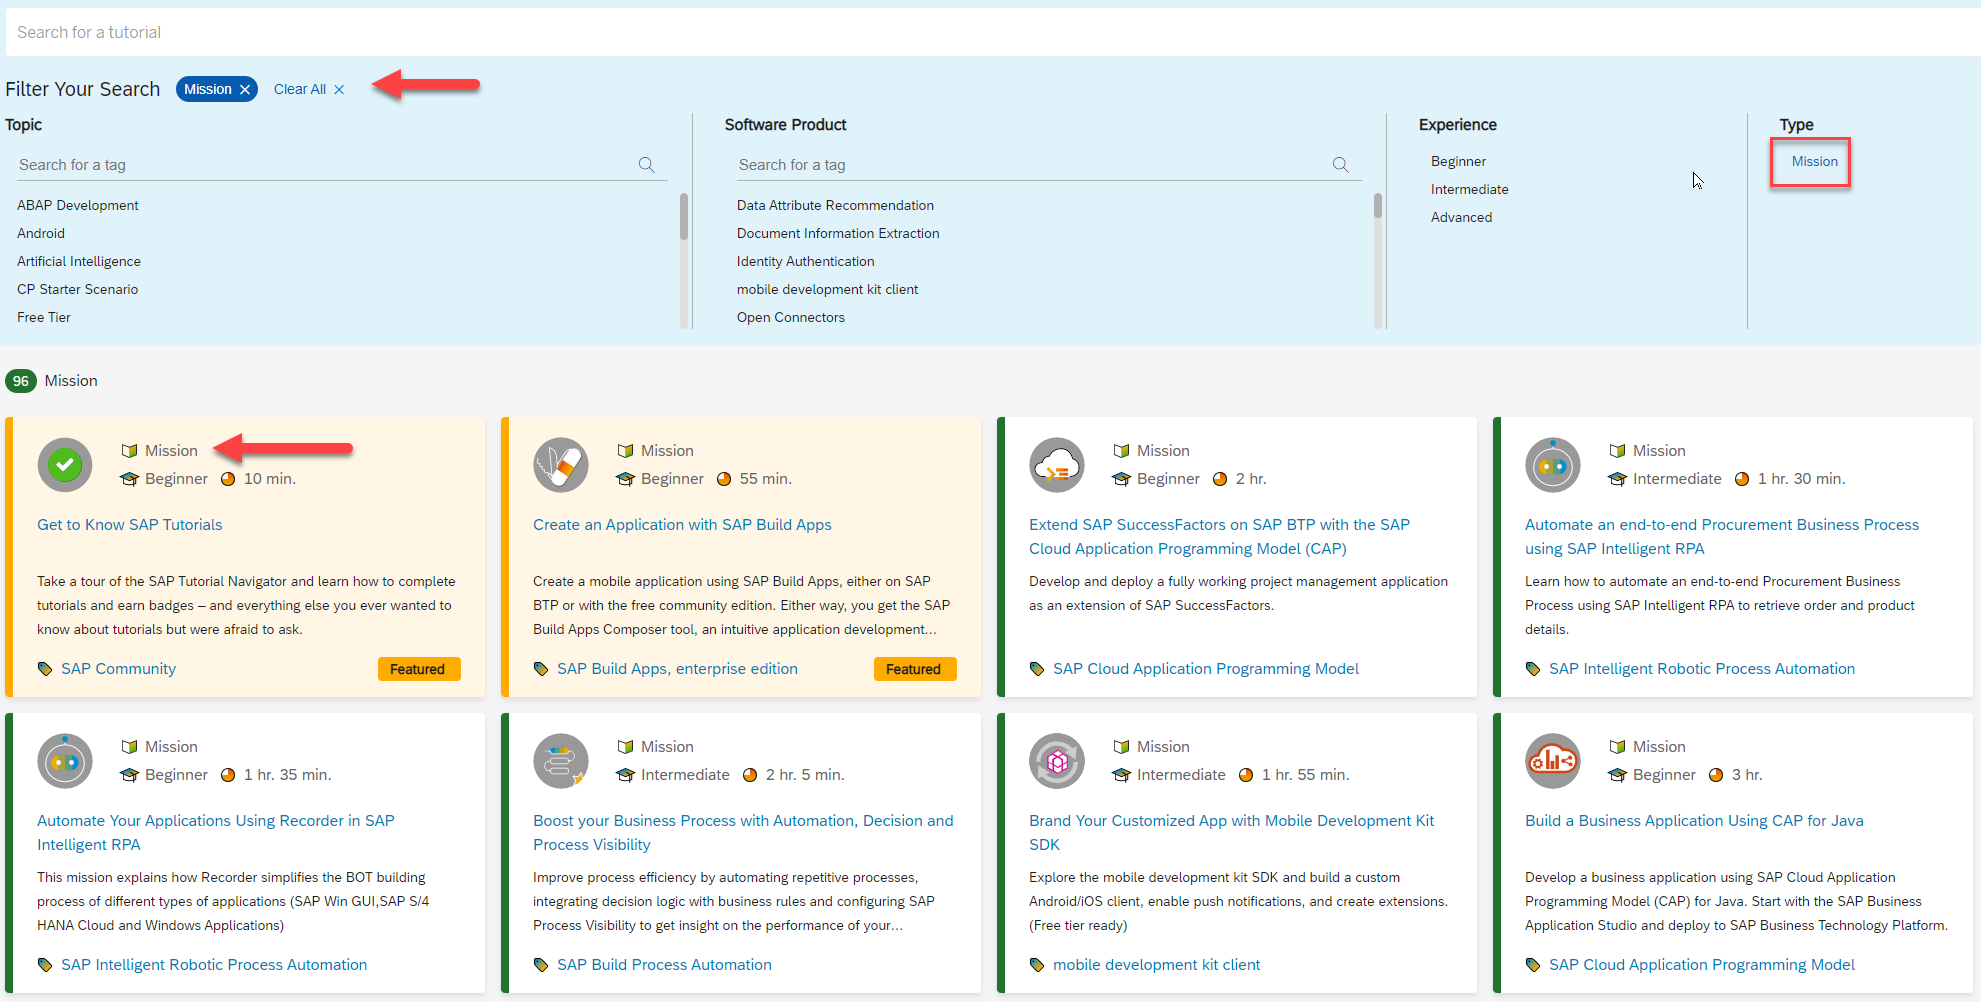 Search for a tutorial
Filter Your Search
Mission
Clear All
Topic
Search for a tag
ABAP Development
Android
Artificial Intelligence
CP Starter Scenario
Free Tier
Software Product
Search for a tag
Data Attribute Recommendation
Document Information Extraction
Identity Authentication
mobile development kit client
Open Connectors
Experience
Beginner
Intermediate
Advanced
Type
Mission
96 Mission
Mission
Beginner 10 min.
Get to Know SAP Tutorials
Take a tour of the SAP Tutorial Navigator and learn how to complete
tutorials and earn badges – and everything else you ever wanted to
know about tutorials but were afraid to ask.
SAP Community
Featured
Mission
Beginner 55 min.
Create an Application with SAP Build Apps
Create a mobile application using SAP Build Apps, either on SAP
BTP or with the free community edition. Either way, you get the SAP
Build Apps Composer tool, an intuitive application development...
SAP Build Apps, enterprise edition
Featured
Mission
Beginner 2 hr.
Extend SAP SuccessFactors on SAP BTP with the SAP
Cloud Application Programming Model (CAP)
Develop and deploy a fully working project management application
as an extension of SAP SuccessFactors.
SAP Cloud Application Programming Model
Mission
Intermediate 1 hr. 30 min.
Automate an end-to-end Procurement Business Process
using SAP Intelligent RPA
Learn how to automate an end-to-end Procurement Business
Process using SAP Intelligent RPA to retrieve order and product
details.
SAP Intelligent Robotic Process Automation
Mission
Beginner 1 hr. 35 min.
Automate Your Applications Using Recorder in SAP
Intelligent RPA
This mission explains how Recorder simplifies the BOT building
process of different types of applications (SAP Win GUI,SAP S/4
HANA Cloud and Windows Applications)
SAP Intelligent Robotic Process Automation
Mission
Intermediate 2 hr. 5 min.
Boost your Business Process with Automation, Decision and
Process Visibility
Improve process efficiency by automating repetitive processes,
integrating decision logic with business rules and configuring SAP
Process Visibility to get insight on the performance of your...
SAP Build Process Automation
Mission
Intermediate 1 hr. 55 min.
Brand Your Customized App with Mobile Development Kit
SDK
Explore the mobile development kit SDK and build a custom
Android/iOS client, enable push notifications, and create extensions.
(Free tier ready)
mobile development kit client
Mission
Beginner 3 hr.
Build a Business Application Using CAP for Java
Develop a business application using SAP Cloud Application
Programming Model (CAP) for Java. Start with the SAP Business
Application Studio and deploy to SAP Business Technology Platform.
SAP Cloud Application Programming Model